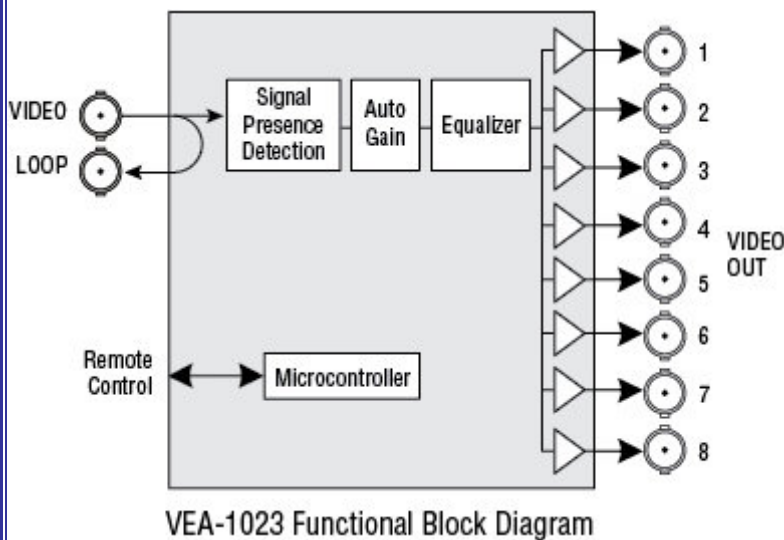 VIDEO
LOOP
Signal
Presence
Detection
Auto
Gain
Equalizer
1
2
3
4
5
6
7
8
VIDEO
OUT
Remote
Control
Microcontroller
VEA-1023 Functional Block Diagram